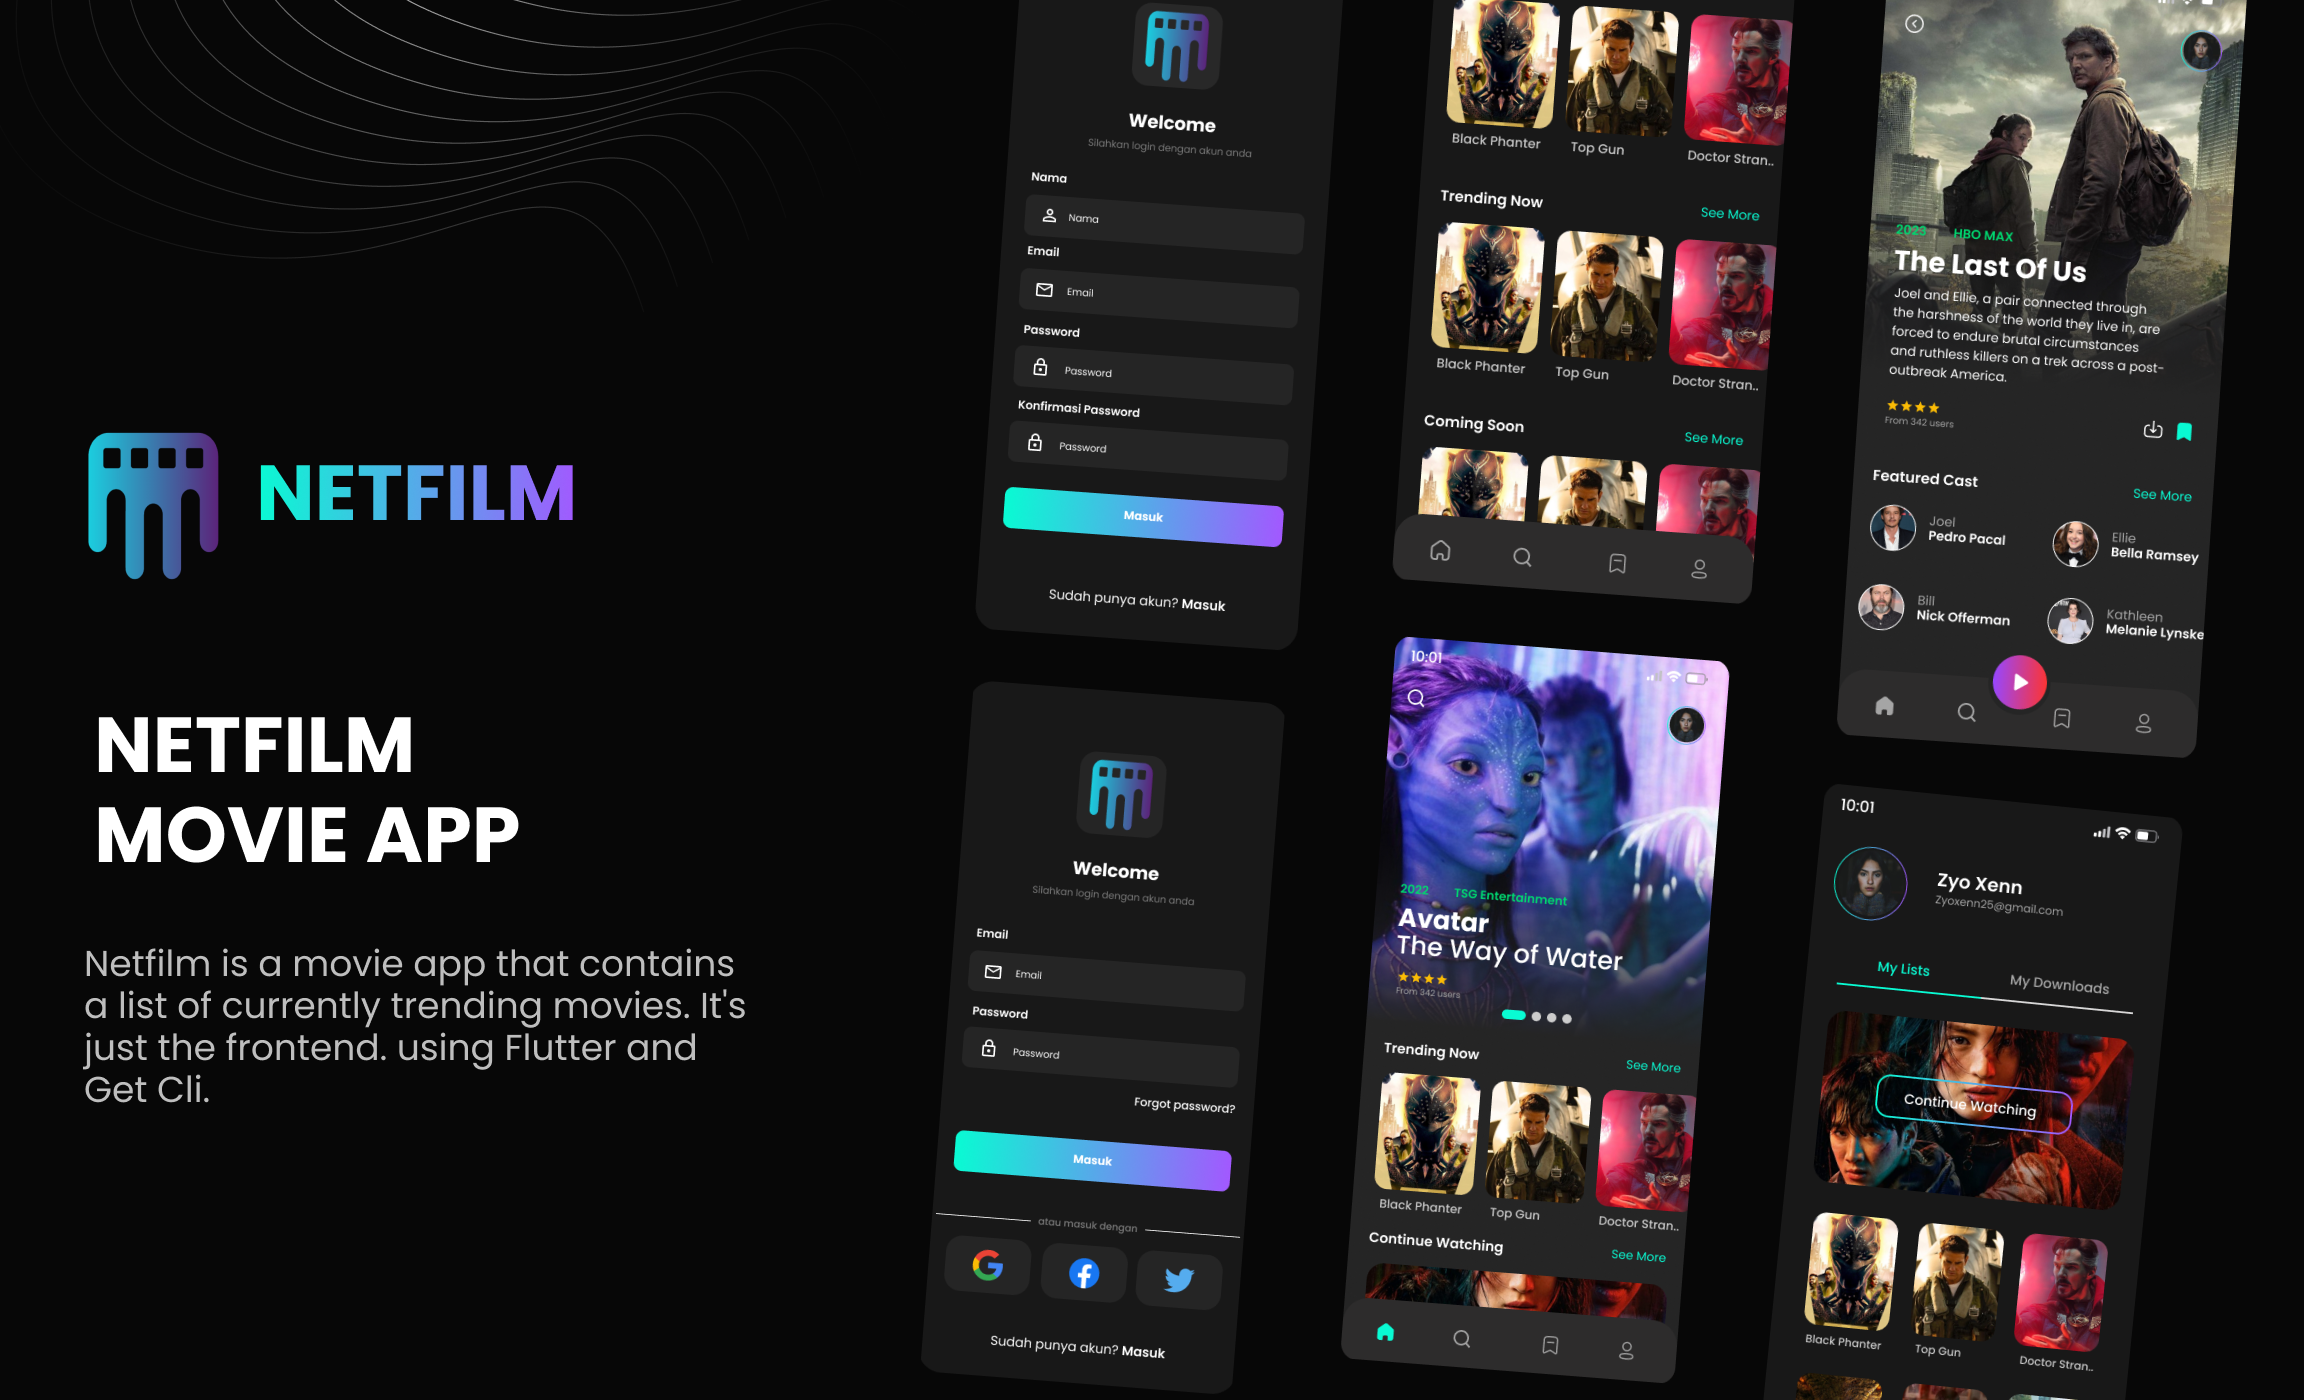 NETFILM
NETFILM
MOVIE APP
Netfilm is a movie app that contains
a list of currently trending movies. It's
just the frontend. using Flutter and
Get Cli.
Welcome
Silahkan login dengan akun anda
Nama
Nama
Email
Email
Password
Password
Konfirmasi Password
Password
Masuk
Sudah punya akun? Masuk
Welcome
Silahkan login dengan akun anda
Email
Email
Password
Password
Forgot password?
Masuk
atau masuk dengan
Sudah punya akun? Masuk
Black Phanter
Top Gun
Doctor Stran..
Trending Now
See More
Black Phanter
Top Gun
Doctor Stran..
Coming Soon
See More
10:01
2022 TSG Entertainment
Avatar
The Way of Water
From 342 users
Trending Now
See More
Black Phanter
Top Gun
Doctor Stran..
Continue Watching
See More
2023 HBO MAX
The Last Of Us
Joel and Ellie, a pair connected through
the harshness of the world they live in, are
forced to endure brutal circumstances
and ruthless killers on a trek across a post-
outbreak America.
From 342 users
Featured Cast
See More
Joel
Pedro Pacal
Ellie
Bella Ramsey
Bill
Nick Offerman
Kathleen
Melanie Lynske
10:01
Zyo Xenn
Zyoxenn25@gmail.com
My Lists
My Downloads
Continue Watching
Black Phanter
Top Gun
Doctor Stran..